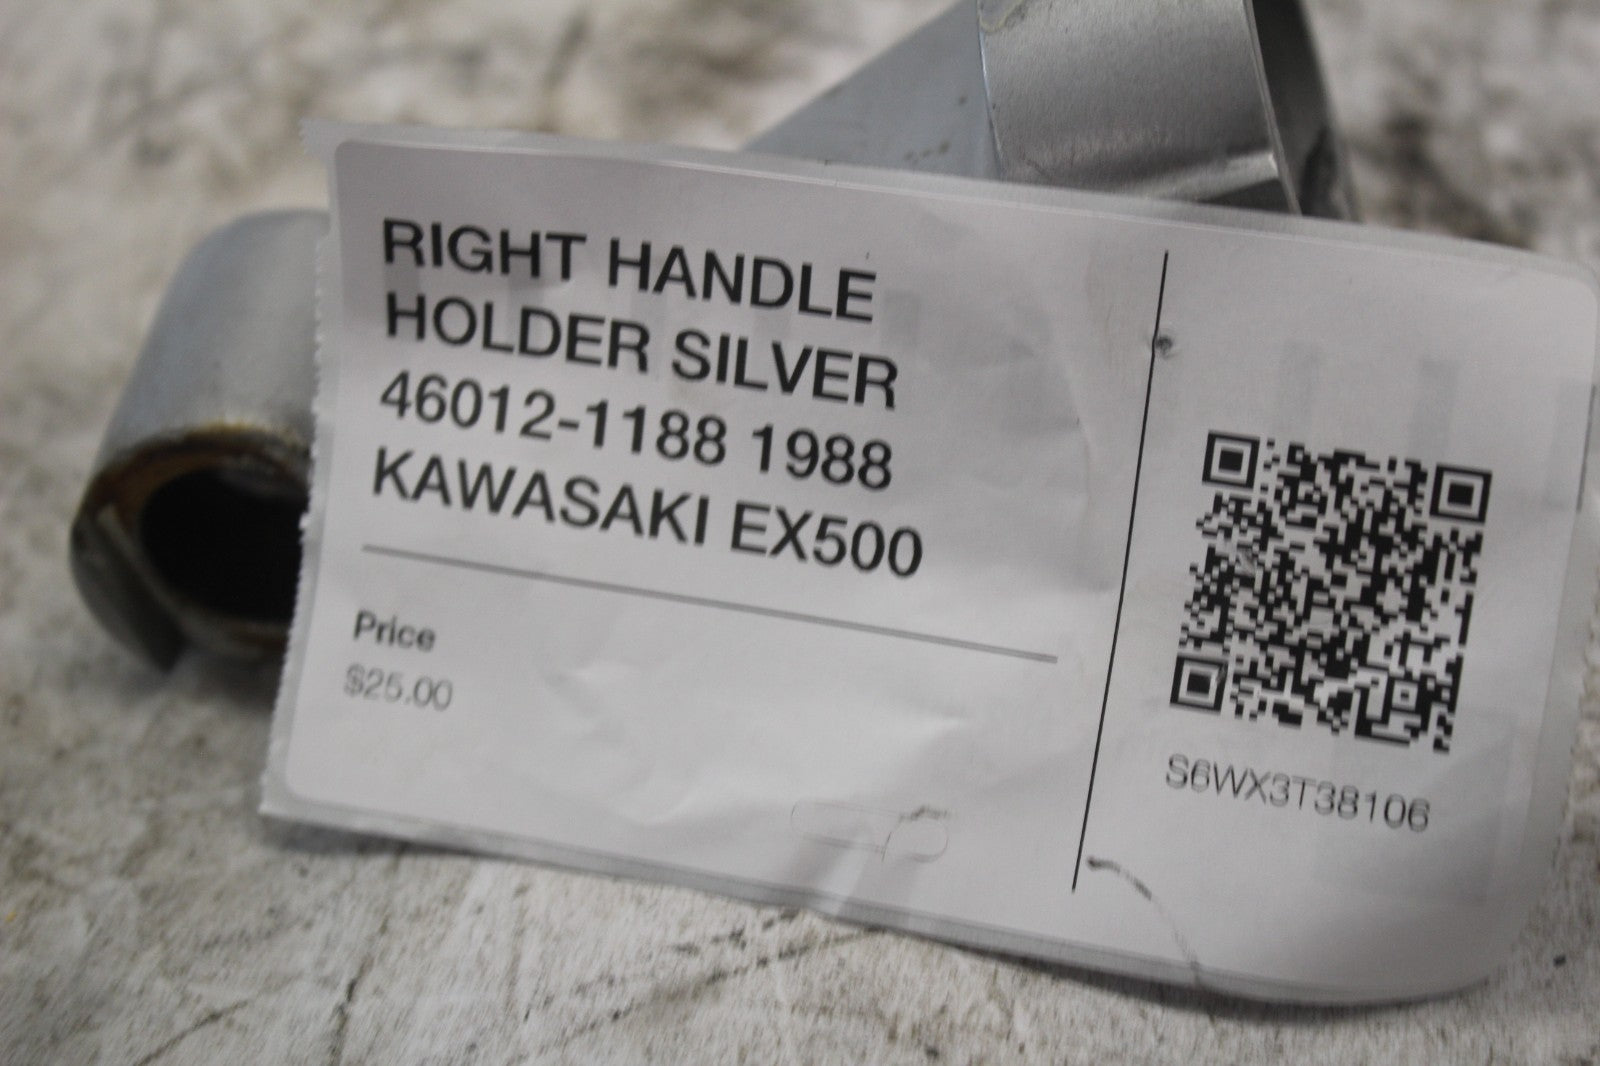 RIGHT HANDLE
HOLDER SILVER
46012-1188 1988
KAWASAKI EX500
Price
$25.00
S6WX3T38106